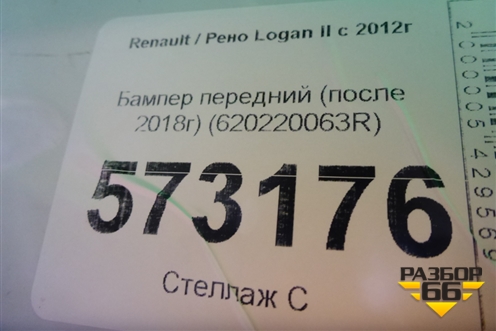 Renault / Рено Logan II с 2012г
Бампер передний (после
2018г) (620220063R)
573176
Стеллаж С
РАЗБОР
66